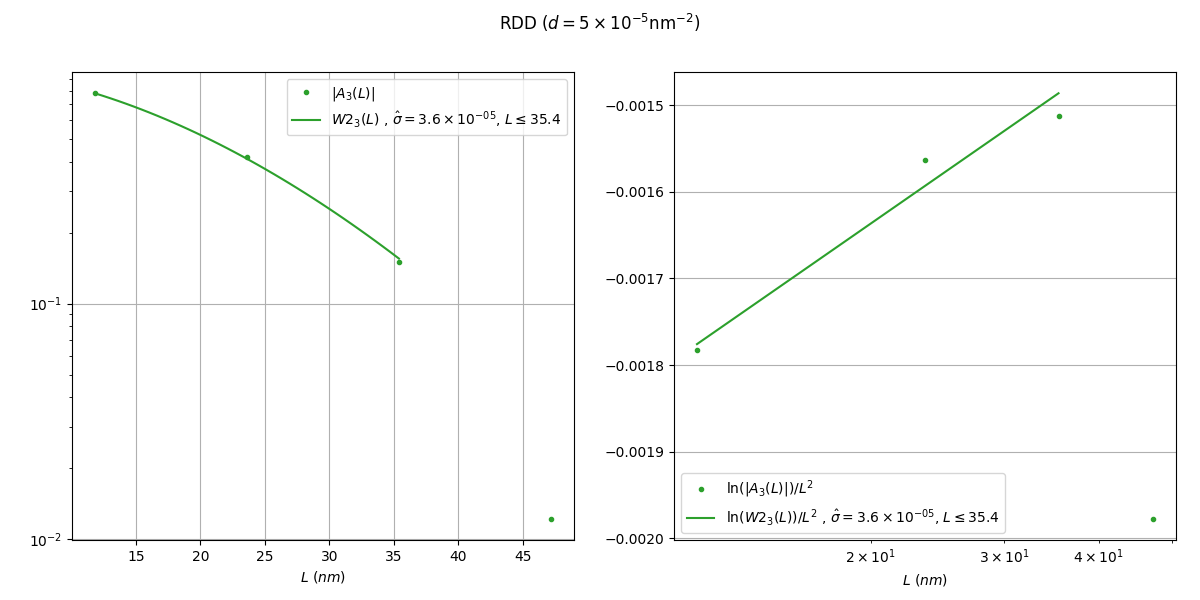 RDD (d = 5 × 10⁻⁵nm⁻²)
|A₃(L)|
W2₃(L) , σ̂ = 3.6 × 10⁻⁰⁵, L ≤ 35.4
10⁻¹
10⁻²
15 20 25 30 35 40 45
L (nm)
−0.0015
−0.0016
−0.0017
−0.0018
−0.0019
−0.0020
ln(|A₃(L)|)/L²
ln(W2₃(L))/L² , σ̂ = 3.6 × 10⁻⁰⁵, L ≤ 35.4
2 × 10¹ 3 × 10¹ 4 × 10¹
L (nm)